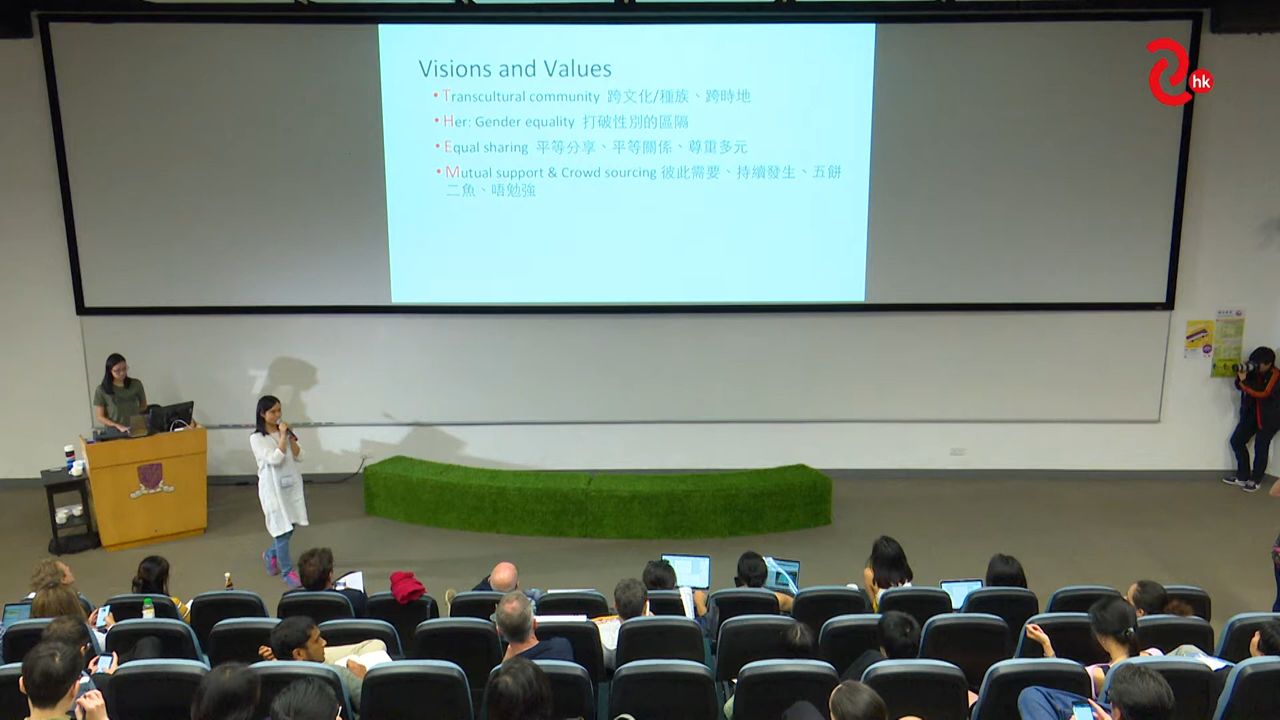 Visions and Values
• Transcultural community 跨文化/種族、跨時地
• Her: Gender equality 打破性別的區隔
• Equal sharing 平等分享、平等關係、尊重多元
• Mutual support & Crowd sourcing 彼此需要、持續發生、五餅
二魚、唔勉強
hk